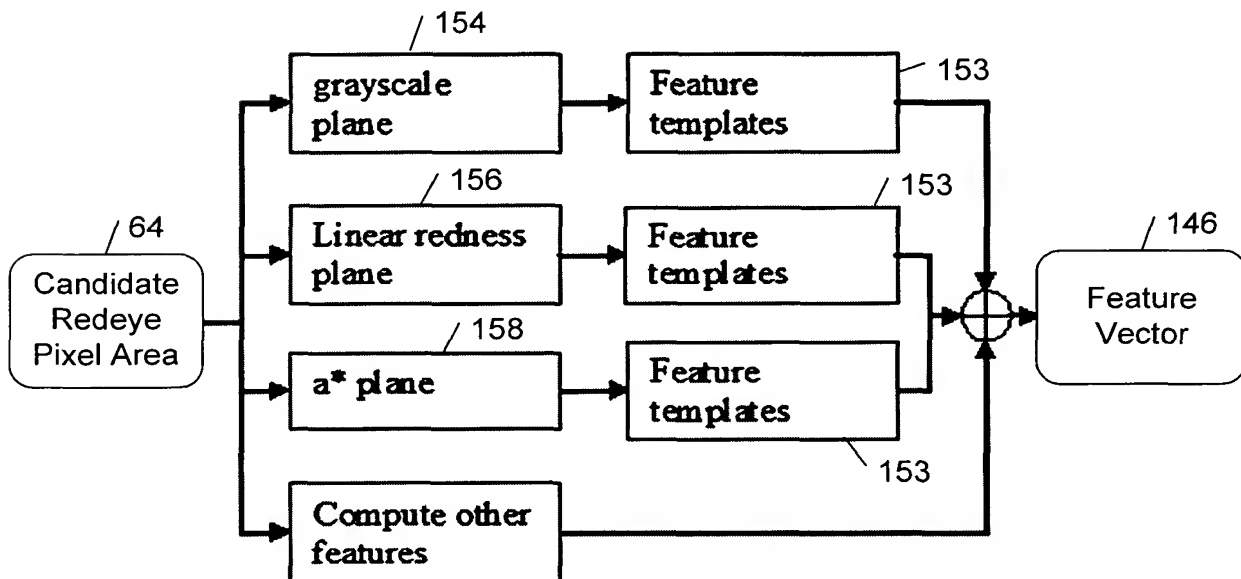 154
grayscale
plane
153
Feature
templates
156
Linear redness
plane
153
Feature
templates
64
Candidate
Redeye
Pixel Area
146
Feature
Vector
158
a* plane
Feature
templates
153
Compute other
features